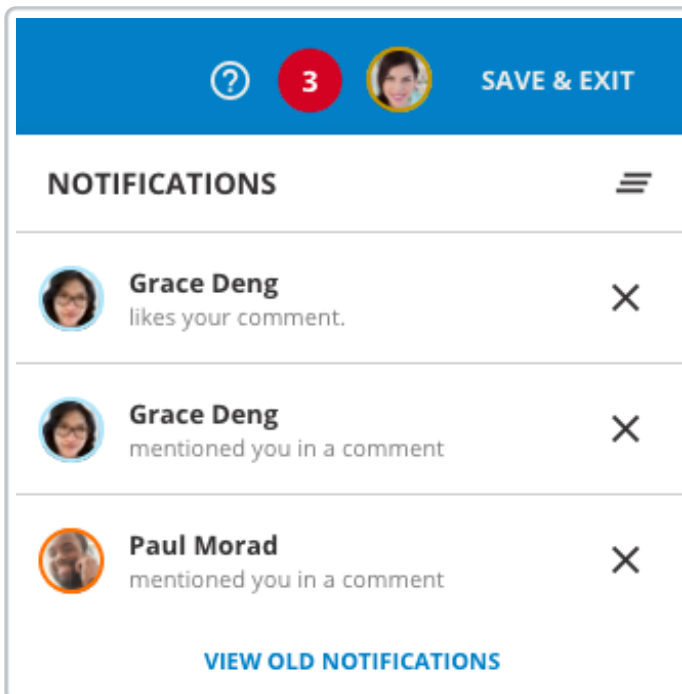 ? 3 SAVE & EXIT
NOTIFICATIONS
Grace Deng
likes your comment.
Grace Deng
mentioned you in a comment
Paul Morad
mentioned you in a comment
VIEW OLD NOTIFICATIONS